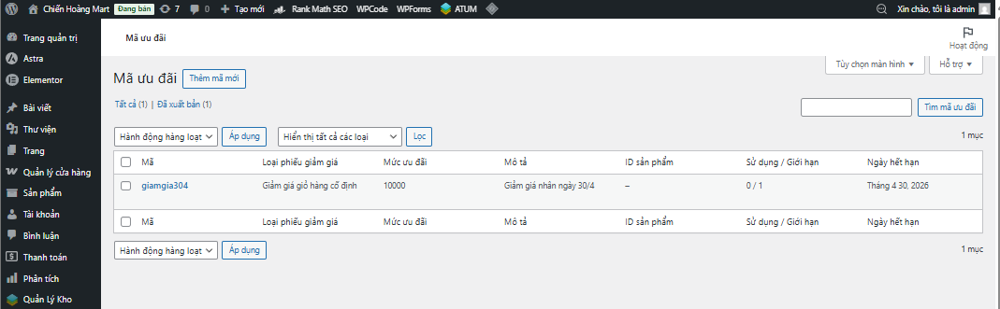 Chiến Hoàng Mart Đang bán 7 0 + Tạo mới Rank Math SEO WPCode WPForms ATUM Xin chào, tôi là admin
Trang quản trị
Astra
Elementor
Bài viết
Thư viện
Trang
Quản lý cửa hàng
Sản phẩm
Tài khoản
Bình luận
Thanh toán
Phân tích
Quản Lý Kho
Mã ưu đãi
Hoạt động
Tùy chọn màn hình ▼ Hỗ trợ ▼
Mã ưu đãi Thêm mã mới
Tất cả (1) | Đã xuất bản (1)
Tìm mã ưu đãi
Hành động hàng loạt Áp dụng Hiển thị tất cả các loại Lọc 1 mục
Mã Loại phiếu giảm giá Mức ưu đãi Mô tả ID sản phẩm Sử dụng / Giới hạn Ngày hết hạn
giamgia304 Giảm giá giỏ hàng cố định 10000 Giảm giá nhân ngày 30/4 – 0 / 1 Tháng 4 30, 2026
Mã Loại phiếu giảm giá Mức ưu đãi Mô tả ID sản phẩm Sử dụng / Giới hạn Ngày hết hạn
Hành động hàng loạt Áp dụng 1 mục